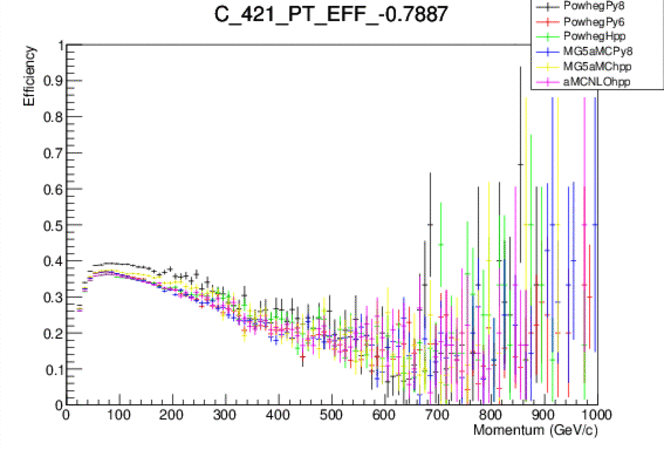 C_421_PT_EFF_-0.7887
PowhegPy8
PowhegPy6
PowhegHpp
MG5aMCPy8
MG5aMChpp
aMCNLOhpp
Efficiency
1
0.9
0.8
0.7
0.6
0.5
0.4
0.3
0.2
0.1
0
0 100 200 300 400 500 600 700 800 900 1000
Momentum (GeV/c)